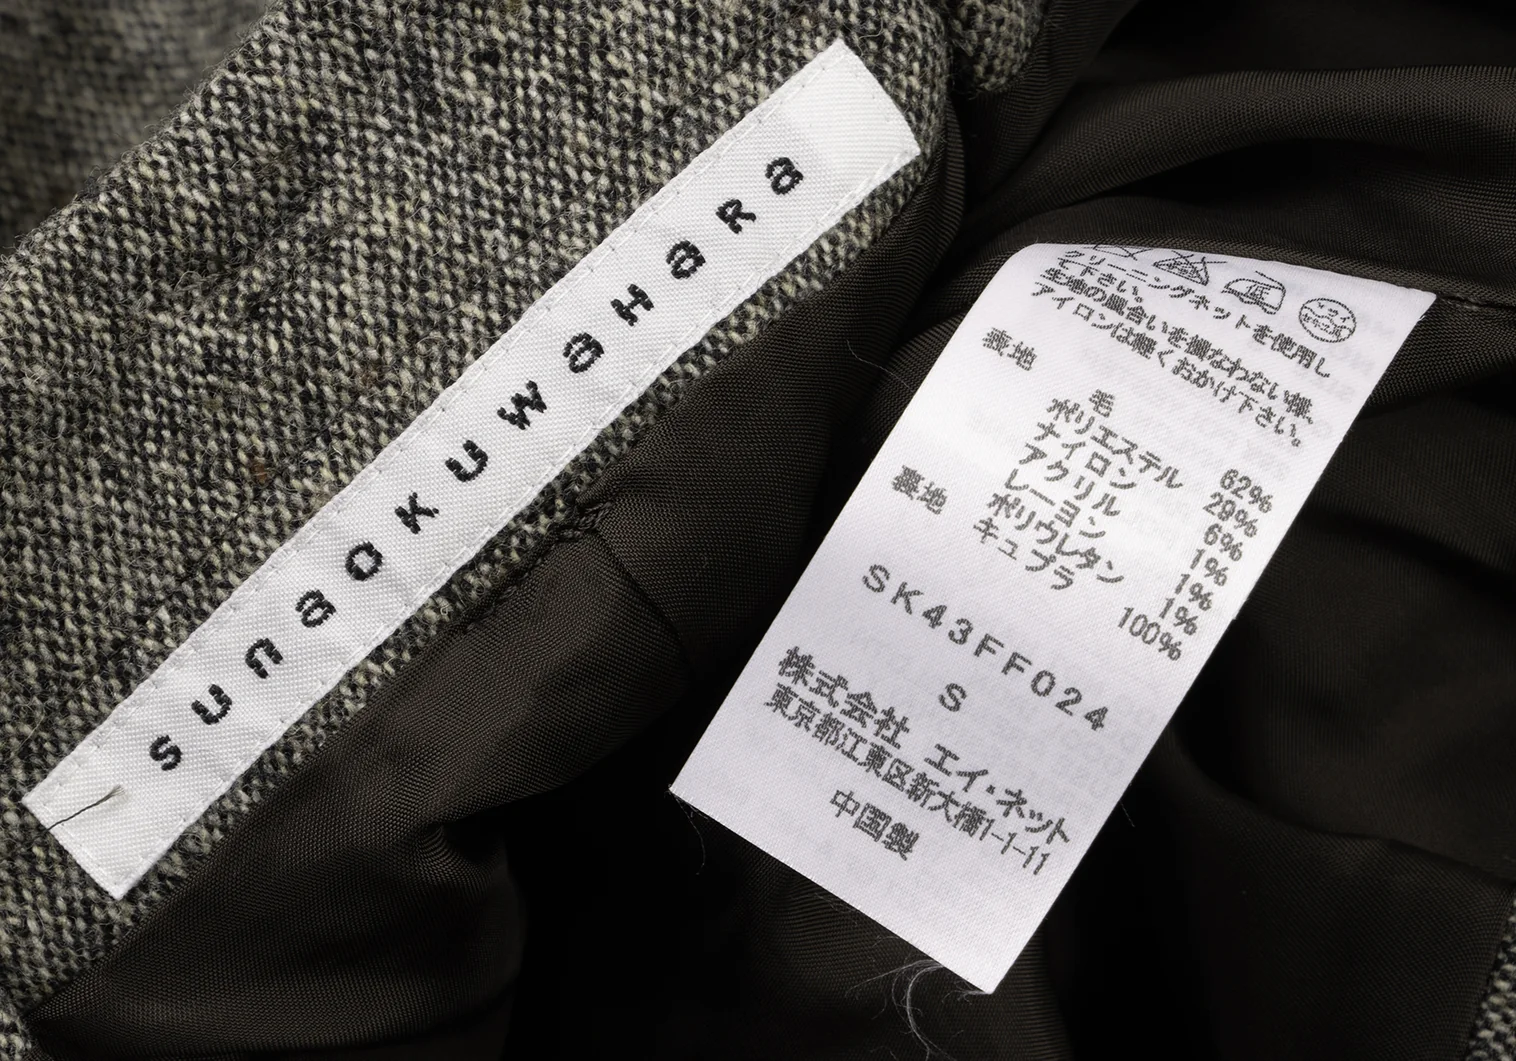 sunaokuwahara
低
クリーニングネットを使用し
て下さい。
生地の風合いを損なわない様、
アイロンは軽くおかけ下さい。
表地
毛 62%
ポリエステル 29%
ナイロン 6%
アクリル 1%
レーヨン 1%
ポリウレタン 1%
裏地 キュプラ 100%
SK43FF024
S
株式会社 エイ・ネット
東京都江東区新大橋1-1-11
中国製